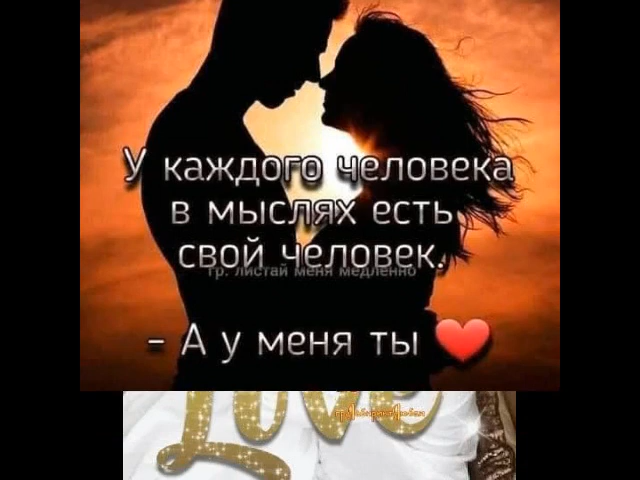 У каждого человека
в мыслях есть
свой человек.
гр. листай меня медленно
- А у меня ты ❤
Love